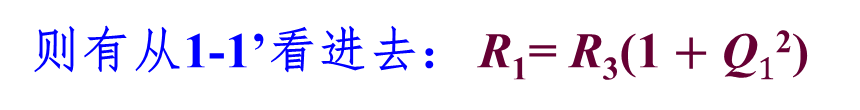 则有从1-1’看进去： R₁= R₃(1 + Q₁²)